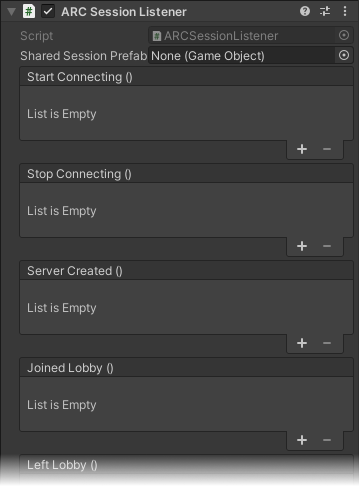 ARC Session Listener
Script ARCSessionListener
Shared Session Prefab None (Game Object)
Start Connecting ()
List is Empty
Stop Connecting ()
List is Empty
Server Created ()
List is Empty
Joined Lobby ()
List is Empty
Left Lobby ()